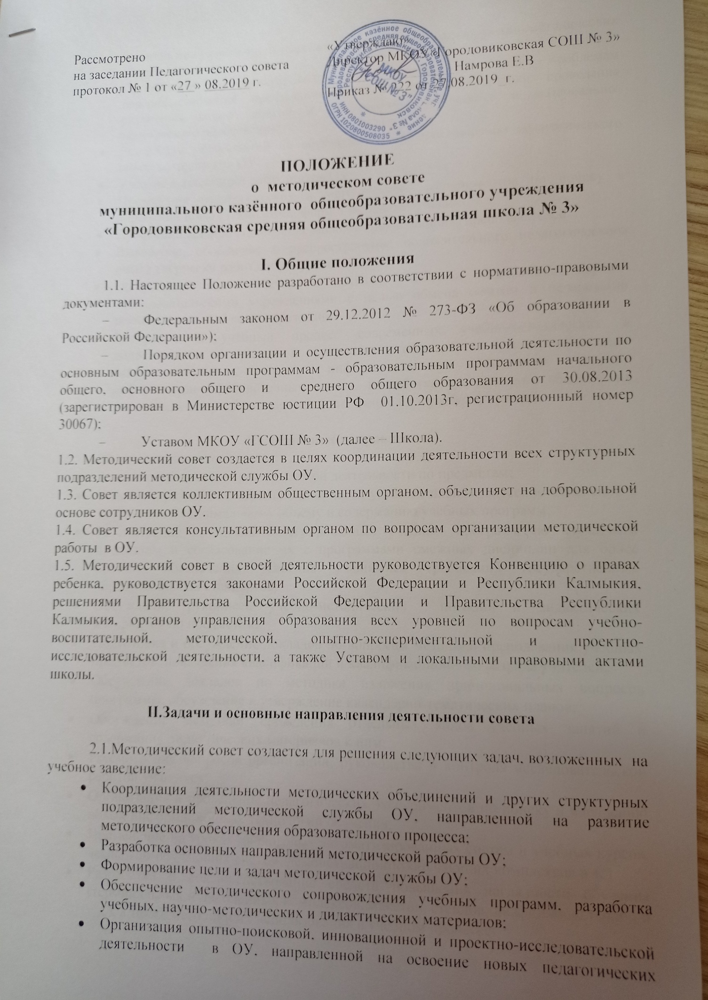 Рассмотрено
на заседании Педагогического совета
протокол № 1 от «27 » 08.2019 г.
«Утверждаю»
Директор МКОУ «Городовиковская СОШ № 3»
Намрова Е.В
Приказ № 222 от 27.08.2019 г.
Муниципальное казённое общеобразовательное
Республика Калмыкия г. Городовиковск
ИНН 0801003290
ОГРН 1020800508035
МКОУ
СОШ № 3"
ПОЛОЖЕНИЕ
о методическом совете
муниципального казённого общеобразовательного учреждения
«Городовиковская средняя общеобразовательная школа № 3»
I. Общие положения
1.1. Настоящее Положение разработано в соответствии с нормативно-правовыми
документами:
– Федеральным законом от 29.12.2012 № 273-ФЗ «Об образовании в
Российской Федерации»);
– Порядком организации и осуществления образовательной деятельности по
основным образовательным программам - образовательным программам начального
общего, основного общего и среднего общего образования от 30.08.2013
(зарегистрирован в Министерстве юстиции РФ 01.10.2013г, регистрационный номер
30067);
– Уставом МКОУ «ГСОШ № 3» (далее – Школа).
1.2. Методический совет создается в целях координации деятельности всех структурных
подразделений методической службы ОУ.
1.3. Совет является коллективным общественным органом, объединяет на добровольной
основе сотрудников ОУ.
1.4. Совет является консультативным органом по вопросам организации методической
работы в ОУ.
1.5. Методический совет в своей деятельности руководствуется Конвенцию о правах
ребенка, руководствуется законами Российской Федерации и Республики Калмыкия,
решениями Правительства Российской Федерации и Правительства Республики
Калмыкия, органов управления образования всех уровней по вопросам учебно-
воспитательной, методической, опытно-экспериментальной и проектно-
исследовательской деятельности, а также Уставом и локальными правовыми актами
школы.
II.Задачи и основные направления деятельности совета
2.1.Методический совет создается для решения следующих задач, возложенных на
учебное заведение:
• Координация деятельности методических объединений и других структурных
подразделений методической службы ОУ, направленной на развитие
методического обеспечения образовательного процесса;
• Разработка основных направлений методической работы ОУ;
• Формирование цели и задач методической службы ОУ;
• Обеспечение методического сопровождения учебных программ, разработка
учебных, научно-методических и дидактических материалов;
• Организация опытно-поисковой, инновационной и проектно-исследовательской
деятельности в ОУ, направленной на освоение новых педагогических